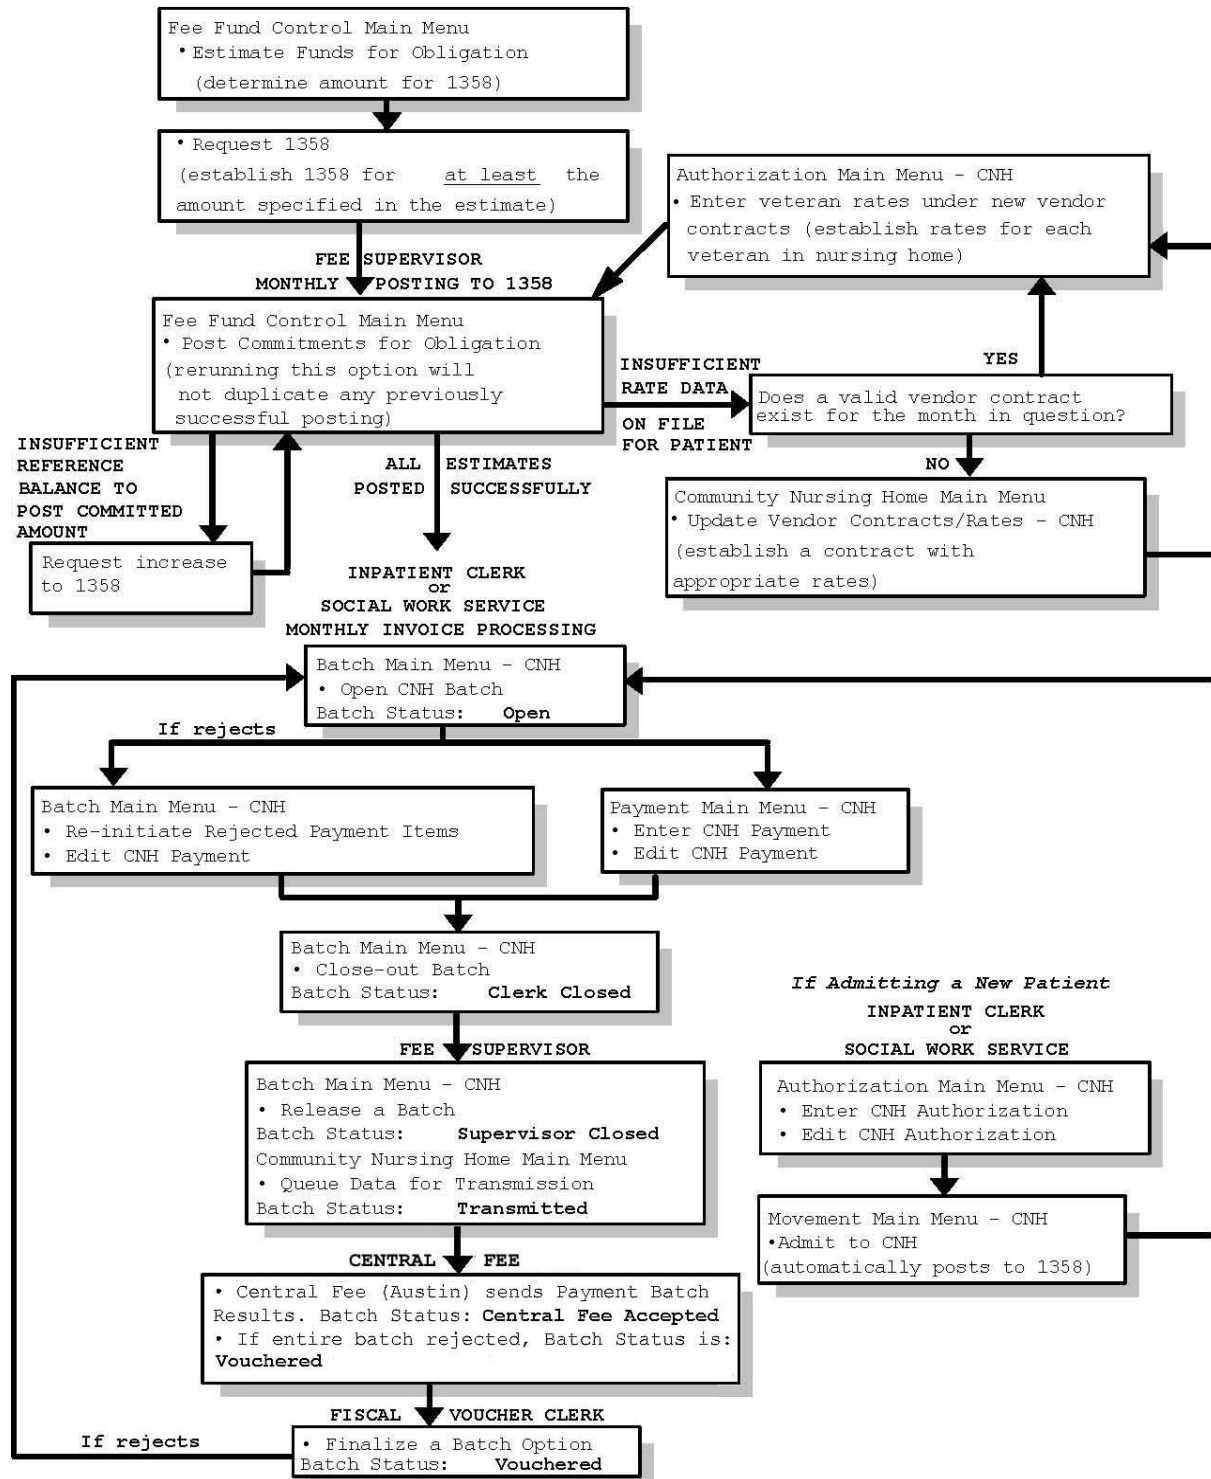 Fee Fund Control Main Menu
• Estimate Funds for Obligation
(determine amount for 1358)
• Request 1358
(establish 1358 for at least the
amount specified in the estimate)
FEE SUPERVISOR
MONTHLY POSTING TO 1358
Authorization Main Menu - CNH
• Enter veteran rates under new vendor
contracts (establish rates for each
veteran in nursing home)
Fee Fund Control Main Menu
• Post Commitments for Obligation
(rerunning this option will
not duplicate any previously
successful posting)
INSUFFICIENT
RATE DATA
ON FILE
FOR PATIENT
YES
Does a valid vendor contract
exist for the month in question?
NO
Community Nursing Home Main Menu
• Update Vendor Contracts/Rates - CNH
(establish a contract with
appropriate rates)
INSUFFICIENT
REFERENCE
BALANCE TO
POST COMMITTED
AMOUNT
Request increase
to 1358
ALL ESTIMATES
POSTED SUCCESSFULLY
INPATIENT CLERK
or
SOCIAL WORK SERVICE
MONTHLY INVOICE PROCESSING
Batch Main Menu - CNH
• Open CNH Batch
Batch Status: Open
If rejects
Batch Main Menu - CNH
• Re-initiate Rejected Payment Items
• Edit CNH Payment
Payment Main Menu - CNH
• Enter CNH Payment
• Edit CNH Payment
Batch Main Menu - CNH
• Close-out Batch
Batch Status: Clerk Closed
FEE SUPERVISOR
Batch Main Menu - CNH
• Release a Batch
Batch Status: Supervisor Closed
Community Nursing Home Main Menu
• Queue Data for Transmission
Batch Status: Transmitted
If Admitting a New Patient
INPATIENT CLERK
or
SOCIAL WORK SERVICE
Authorization Main Menu - CNH
• Enter CNH Authorization
• Edit CNH Authorization
Movement Main Menu - CNH
•Admit to CNH
(automatically posts to 1358)
CENTRAL FEE
• Central Fee (Austin) sends Payment Batch
Results. Batch Status: Central Fee Accepted
• If entire batch rejected, Batch Status is:
Vouchered
FISCAL VOUCHER CLERK
If rejects
• Finalize a Batch Option
Batch Status: Vouchered